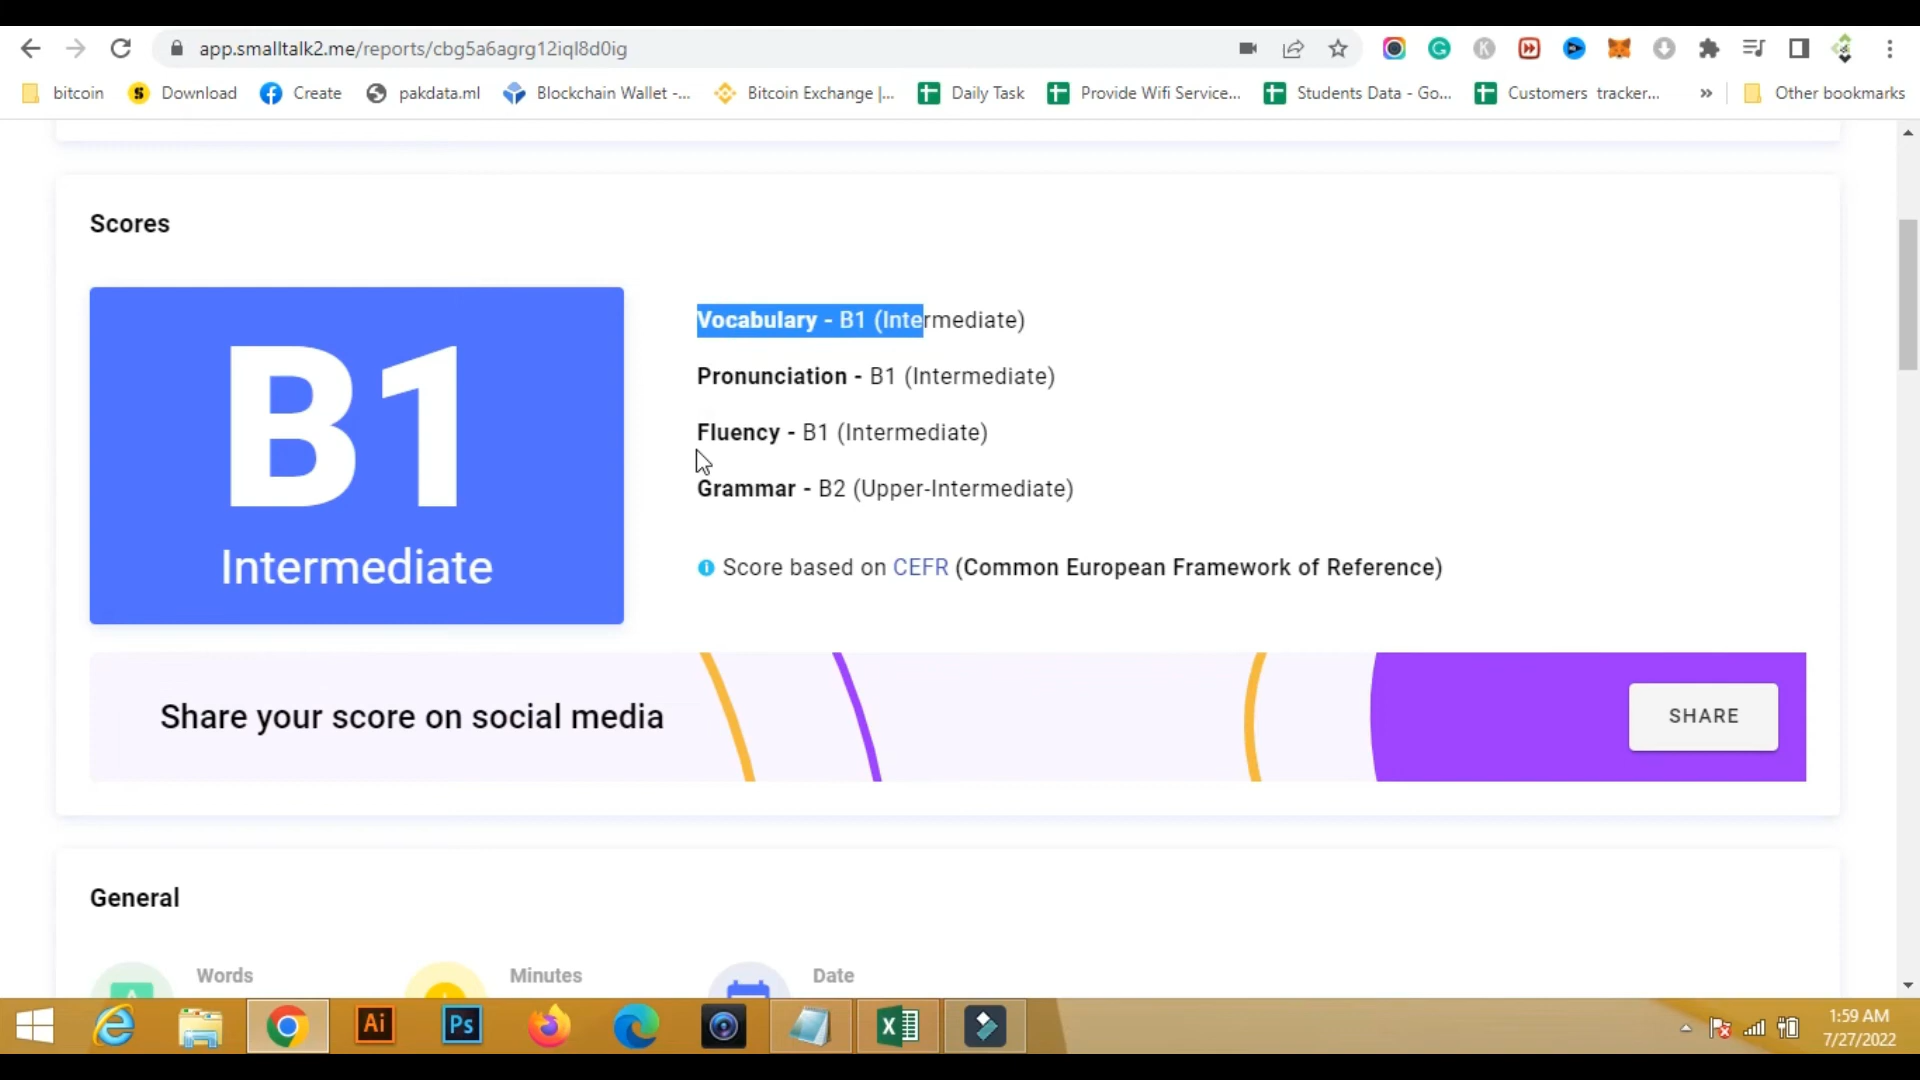 app.smalltalk2.me/reports/cbg5a6agrg12iql8d0ig
bitcoin
Download
Create
pakdata.ml
Blockchain Wallet -...
Bitcoin Exchange |...
Daily Task
Provide Wifi Service...
Students Data - Go...
Customers tracker...
»
Other bookmarks
Scores
B1
Intermediate
Vocabulary - B1 (Intermediate)
Pronunciation - B1 (Intermediate)
Fluency - B1 (Intermediate)
Grammar - B2 (Upper-Intermediate)
Score based on CEFR (Common European Framework of Reference)
Share your score on social media
SHARE
General
Words
Minutes
Date
Ai
Ps
1:59 AM
7/27/2022